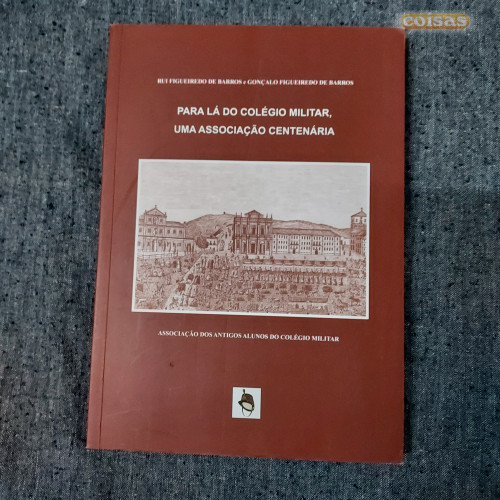 coisas
RUI FIGUEIREDO DE BARROS e GONÇALO FIGUEIREDO DE BARROS
PARA LÁ DO COLÉGIO MILITAR,
UMA ASSOCIAÇÃO CENTENÁRIA
ASSOCIAÇÃO DOS ANTIGOS ALUNOS DO COLÉGIO MILITAR